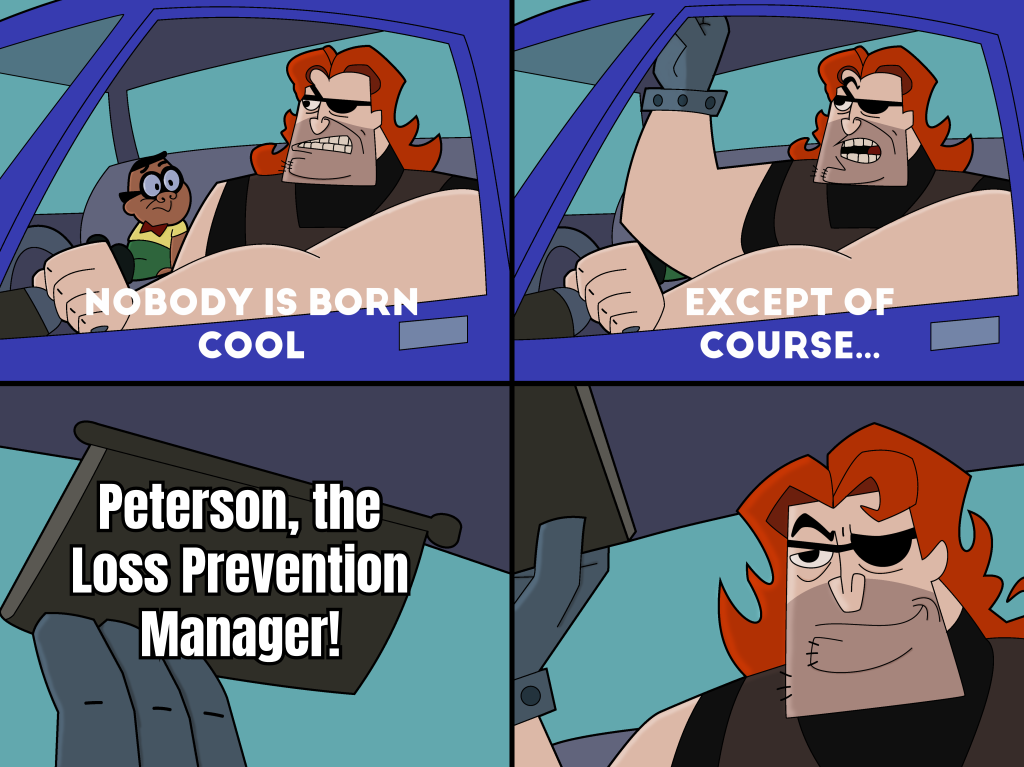 NOBODY IS BORN
COOL
EXCEPT OF
COURSE...
Peterson, the
Loss Prevention
Manager!